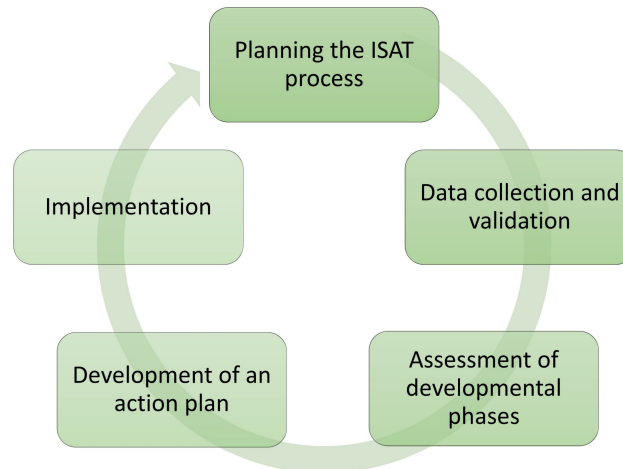 Planning the ISAT
process
Data collection and
validation
Assessment of
developmental
phases
Development of an
action plan
Implementation